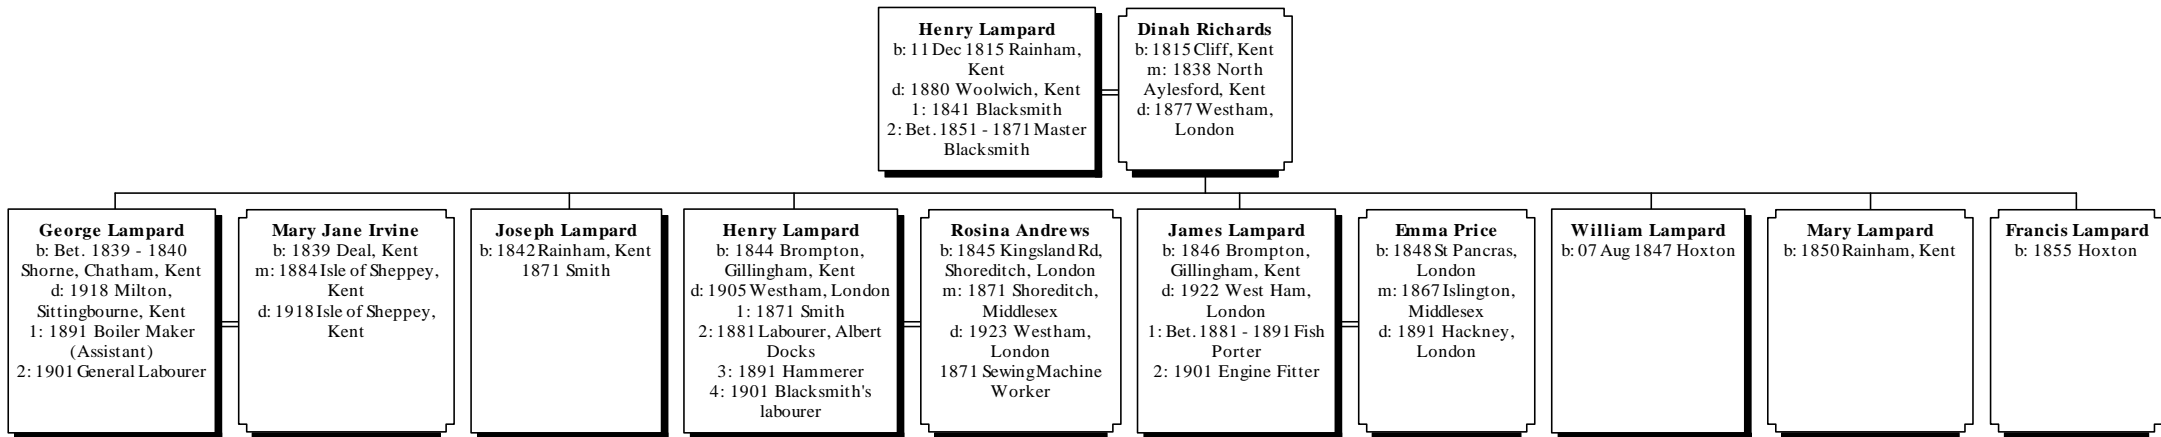 Henry Lampard
b: 11 Dec 1815 Rainham,
Kent
d: 1880 Woolwich, Kent
1: 1841 Blacksmith
2: Bet. 1851 - 1871 Master
Blacksmith
Dinah Richards
b: 1815 Cliff, Kent
m: 1838 North
Aylesford, Kent
d: 1877 Westham,
London
George Lampard
b: Bet. 1839 - 1840
Shorne, Chatham, Kent
d: 1918 Milton,
Sittingbourne, Kent
1: 1891 Boiler Maker
(Assistant)
2: 1901 General Labourer
Mary Jane Irvine
b: 1839 Deal, Kent
m: 1884 Isle of Sheppey,
Kent
d: 1918 Isle of Sheppey,
Kent
Joseph Lampard
b: 1842 Rainham, Kent
1871 Smith
Henry Lampard
b: 1844 Brompton,
Gillingham, Kent
d: 1905 Westham, London
1: 1871 Smith
2: 1881 Labourer, Albert
Docks
3: 1891 Hammerer
4: 1901 Blacksmith's
labourer
Rosina Andrews
b: 1845 Kingsland Rd,
Shoreditch, London
m: 1871 Shoreditch,
Middlesex
d: 1923 Westham,
London
1871 Sewing Machine
Worker
James Lampard
b: 1846 Brompton,
Gillingham, Kent
d: 1922 West Ham,
London
1: Bet. 1881 - 1891 Fish
Porter
2: 1901 Engine Fitter
Emma Price
b: 1848 St Pancras,
London
m: 1867 Islington,
Middlesex
d: 1891 Hackney,
London
William Lampard
b: 07 Aug 1847 Hoxton
Mary Lampard
b: 1850 Rainham, Kent
Francis Lampard
b: 1855 Hoxton